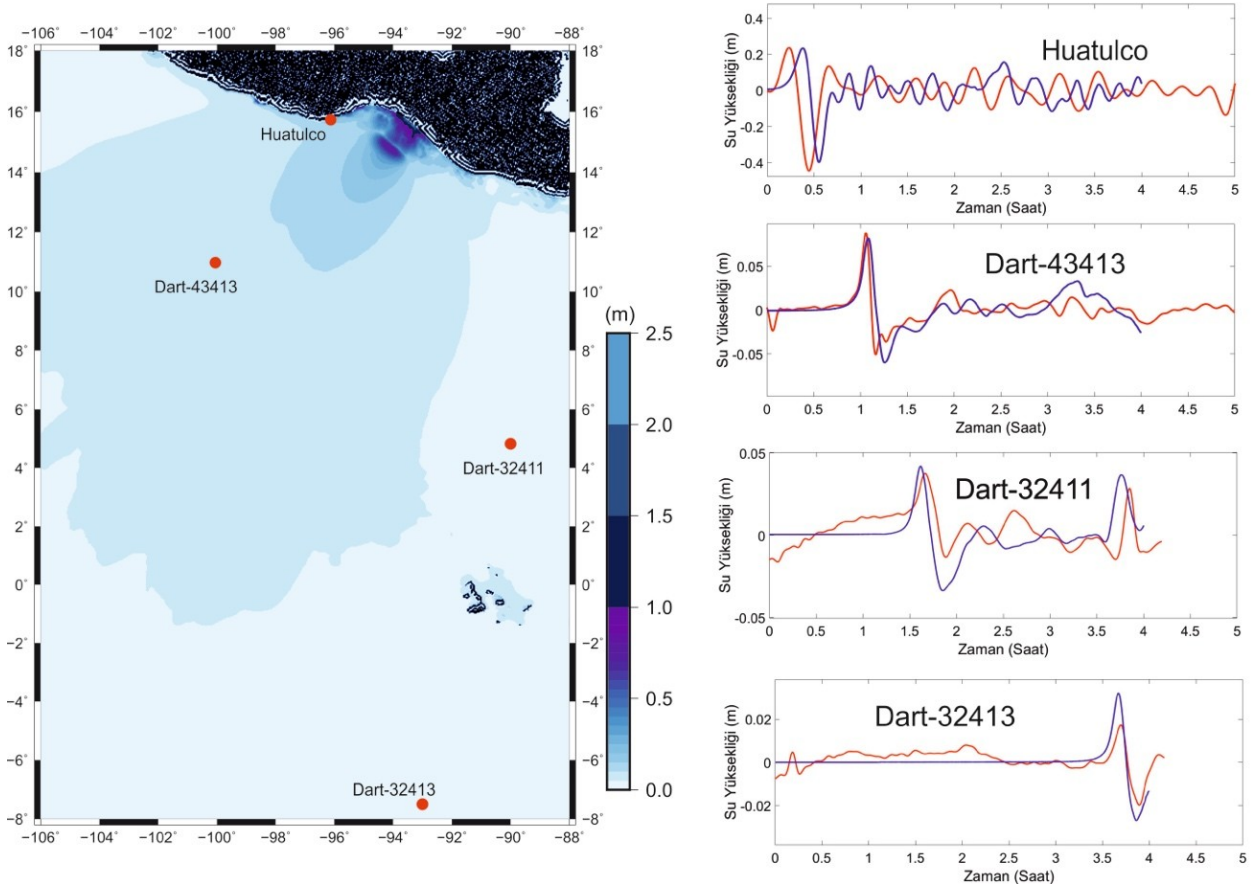 −106 −104 −102 −100 −98 −96 −94 −92 −90 −88
18˚ 18˚
16˚ 16˚
Huatulco
14˚ 14˚
12˚ 12˚
Dart-43413
10˚ 10˚
8˚ 8˚
6˚ 6˚
4˚ 4˚
Dart-32411
2˚ 2˚
0˚ 0˚
−2˚ −2˚
−4˚ −4˚
−6˚ −6˚
Dart-32413
−8˚ −8˚
−106 −104 −102 −100 −98 −96 −94 −92 −90 −88
(m)
2.5
2.0
1.5
1.0
0.5
0.0
Huatulco
Su Yüksekliği (m)
0.4
0.2
0
-0.2
-0.4
0 0.5 1 1.5 2 2.5 3 3.5 4 4.5 5
Zaman (Saat)
Dart-43413
Su Yüksekliği (m)
0.05
0
-0.05
0 0.5 1 1.5 2 2.5 3 3.5 4 4.5 5
Zaman (Saat)
Dart-32411
Su Yüksekliği (m)
0.05
0
-0.05
0 0.5 1 1.5 2 2.5 3 3.5 4 4.5 5
Zaman (Saat)
Dart-32413
Su Yüksekliği (m)
0.02
0
-0.02
0 0.5 1 1.5 2 2.5 3 3.5 4 4.5 5
Zaman (Saat)